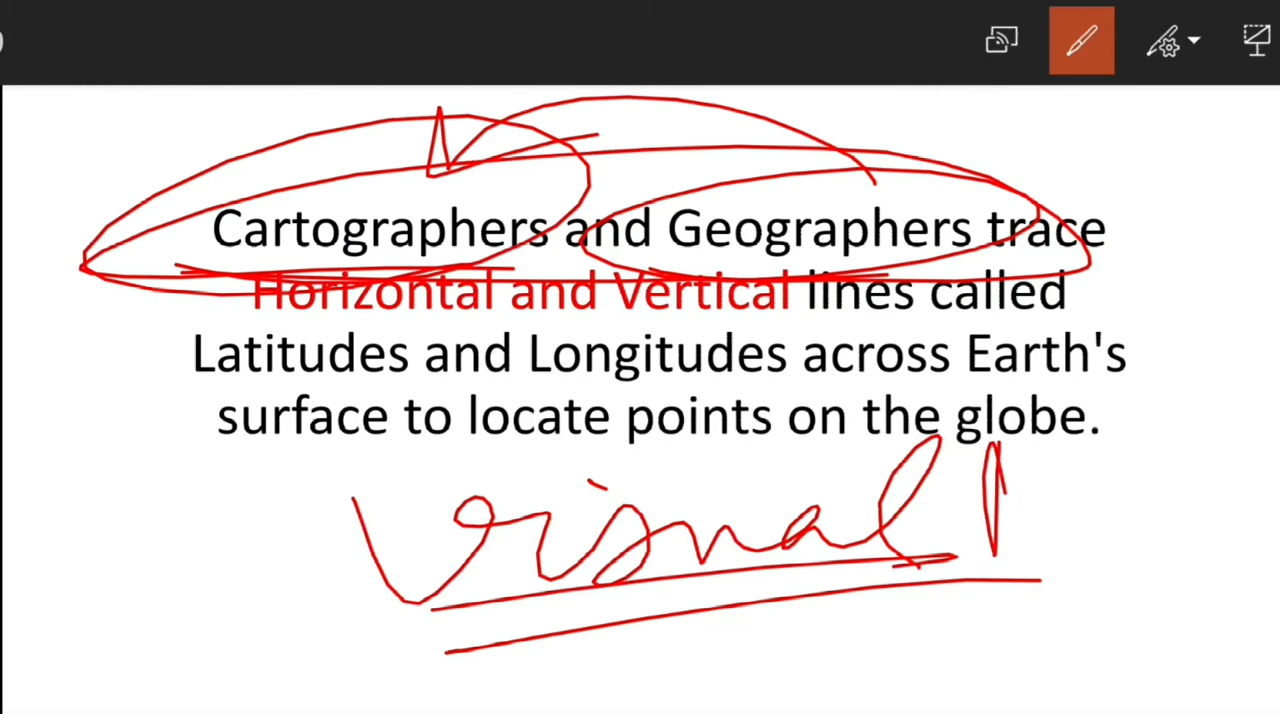 Cartographers and Geographers trace
Horizontal and Vertical lines called
Latitudes and Longitudes across Earth's
surface to locate points on the globe.